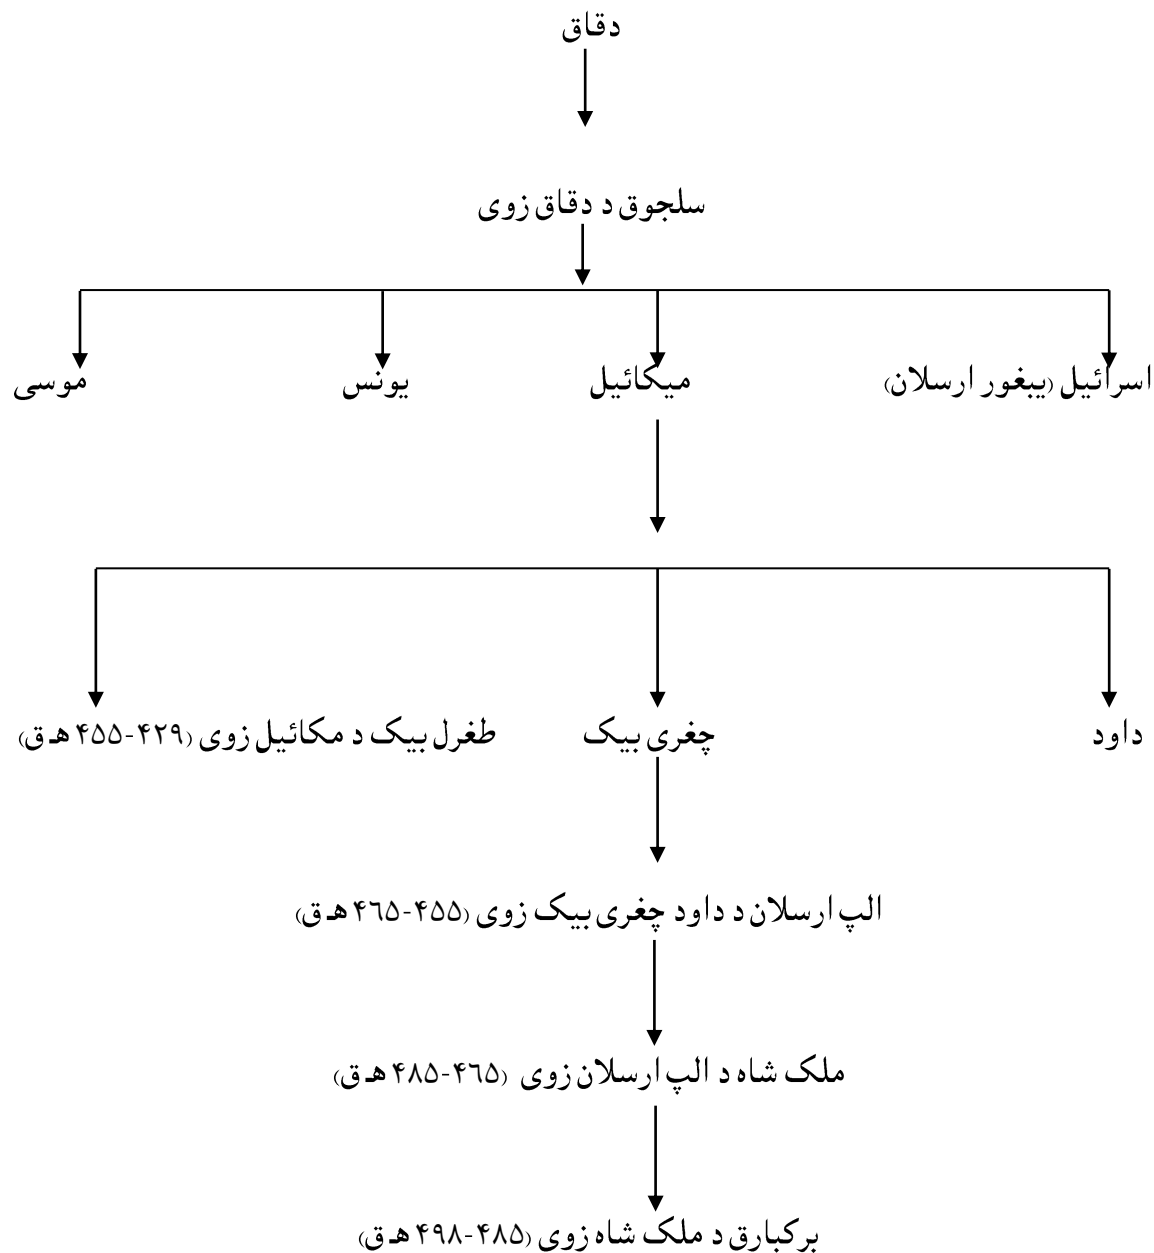 دقاق
سلجوق د دقاق زوی
اسرائیل (یبغور ارسلان)
میکائیل
یونس
موسی
داود
چغری بیک
طغرل بیک د مکائیل زوی (۴۲۹-۴۵۵ هـ ق)
الپ ارسلان د داود چغری بیک زوی (۴۵۵-۴٦۵ هـ ق)
ملک شاه د الپ ارسلان زوی (۴٦۵-۴۸۵ هـ ق)
برکبارق د ملک شاه زوی (۴۸۵-۴۹۸ هـ ق)